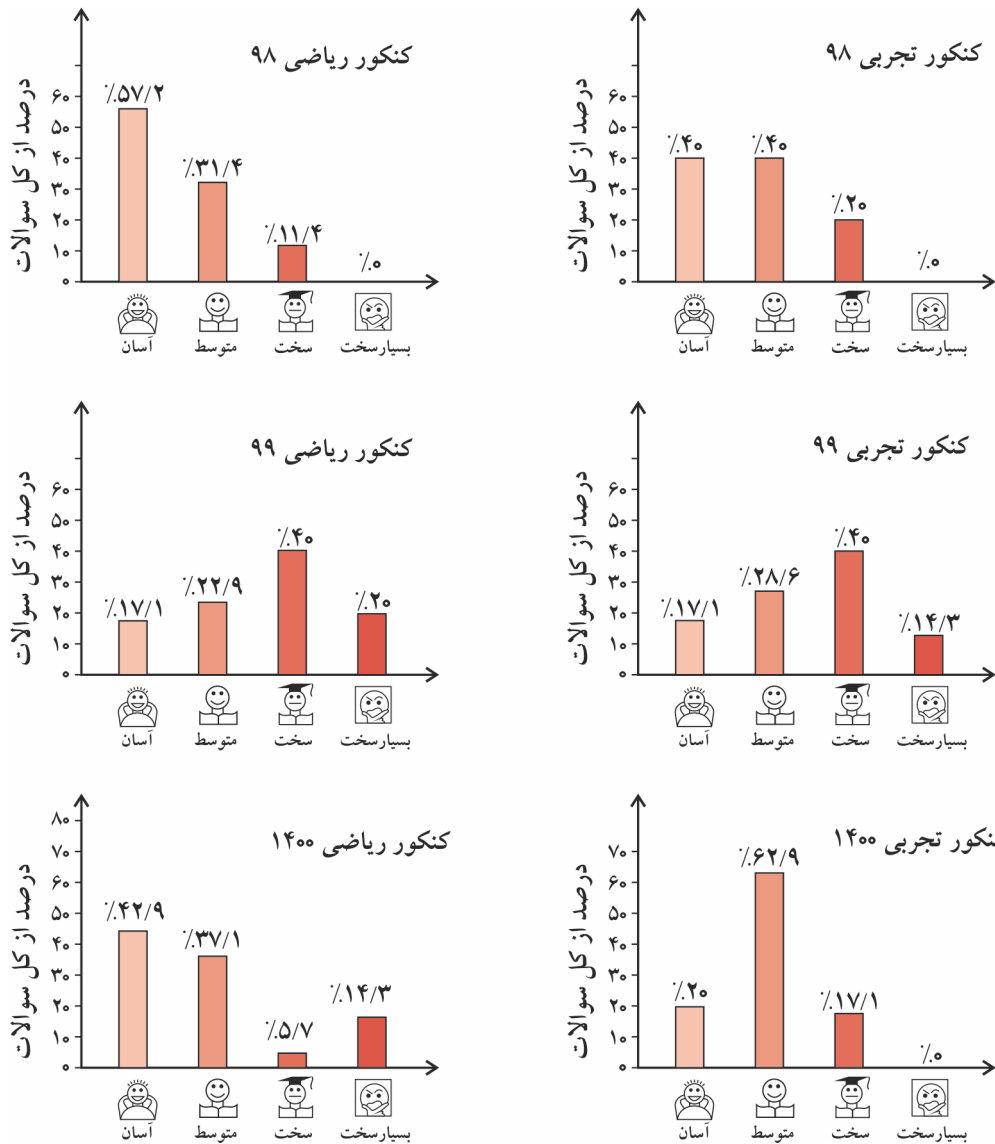 کنکور تجربی ۹۸
۶۰
۵۰
۴۰
۳۰
۲۰
۱۰
۰
درصد از کل سوالات
٪۴۰
٪۴۰
٪۲۰
٪۰
آسان
متوسط
سخت
بسیارسخت
کنکور ریاضی ۹۸
۶۰
۵۰
۴۰
۳۰
۲۰
۱۰
۰
درصد از کل سوالات
٪۵۷/۲
٪۳۱/۴
٪۱۱/۴
٪۰
آسان
متوسط
سخت
بسیارسخت
کنکور تجربی ۹۹
۶۰
۵۰
۴۰
۳۰
۲۰
۱۰
۰
درصد از کل سوالات
٪۱۷/۱
٪۲۸/۶
٪۴۰
٪۱۴/۳
آسان
متوسط
سخت
بسیارسخت
کنکور ریاضی ۹۹
۶۰
۵۰
۴۰
۳۰
۲۰
۱۰
۰
درصد از کل سوالات
٪۱۷/۱
٪۲۲/۹
٪۴۰
٪۲۰
آسان
متوسط
سخت
بسیارسخت
نکور تجربی ۱۴۰۰
۷۰
۶۰
۵۰
۴۰
۳۰
۲۰
۱۰
۰
درصد از کل سوالات
٪۲۰
٪۶۲/۹
٪۱۷/۱
٪۰
آسان
متوسط
سخت
بسیارسخت
کنکور ریاضی ۱۴۰۰
۸۰
۷۰
۶۰
۵۰
۴۰
۳۰
۲۰
۱۰
۰
درصد از کل سوالات
٪۴۲/۹
٪۳۷/۱
٪۵/۷
٪۱۴/۳
آسان
متوسط
سخت
بسیارسخت